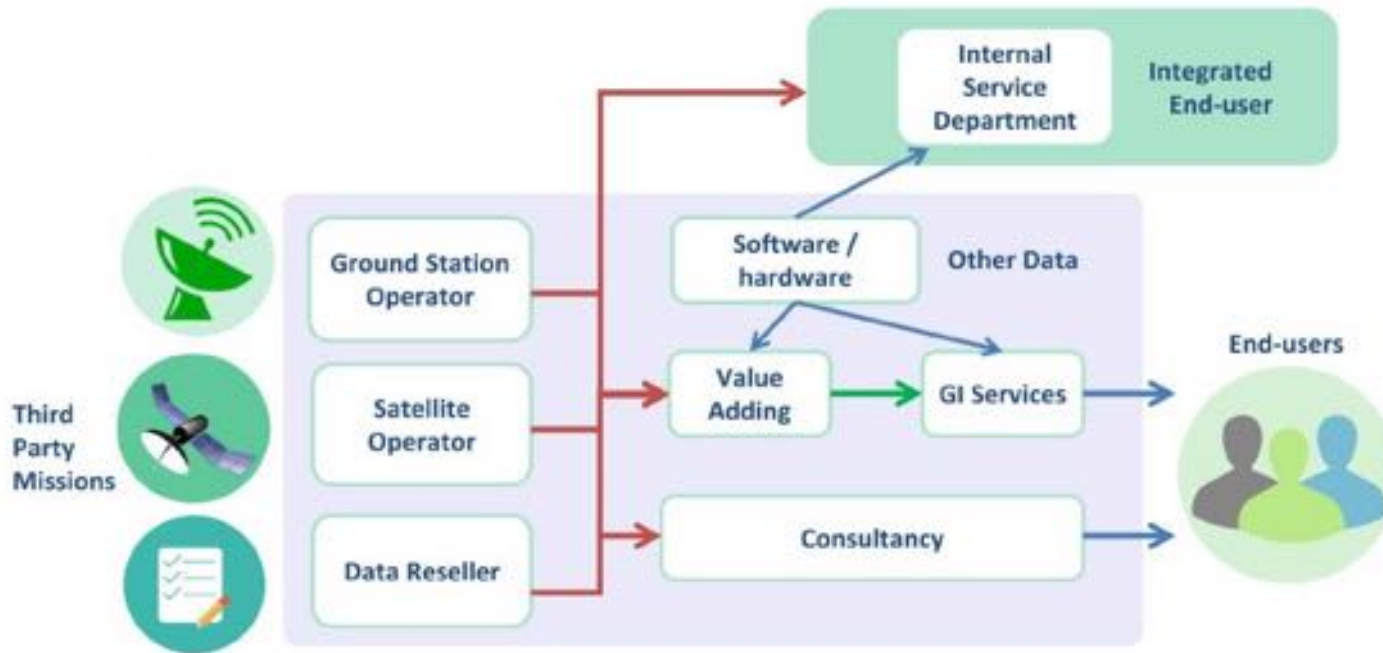 Internal
Service
Department
Integrated
End-user
Ground Station
Operator
Software /
hardware
Other Data
Third
Party
Missions
Satellite
Operator
Value
Adding
GI Services
End-users
Data Reseller
Consultancy